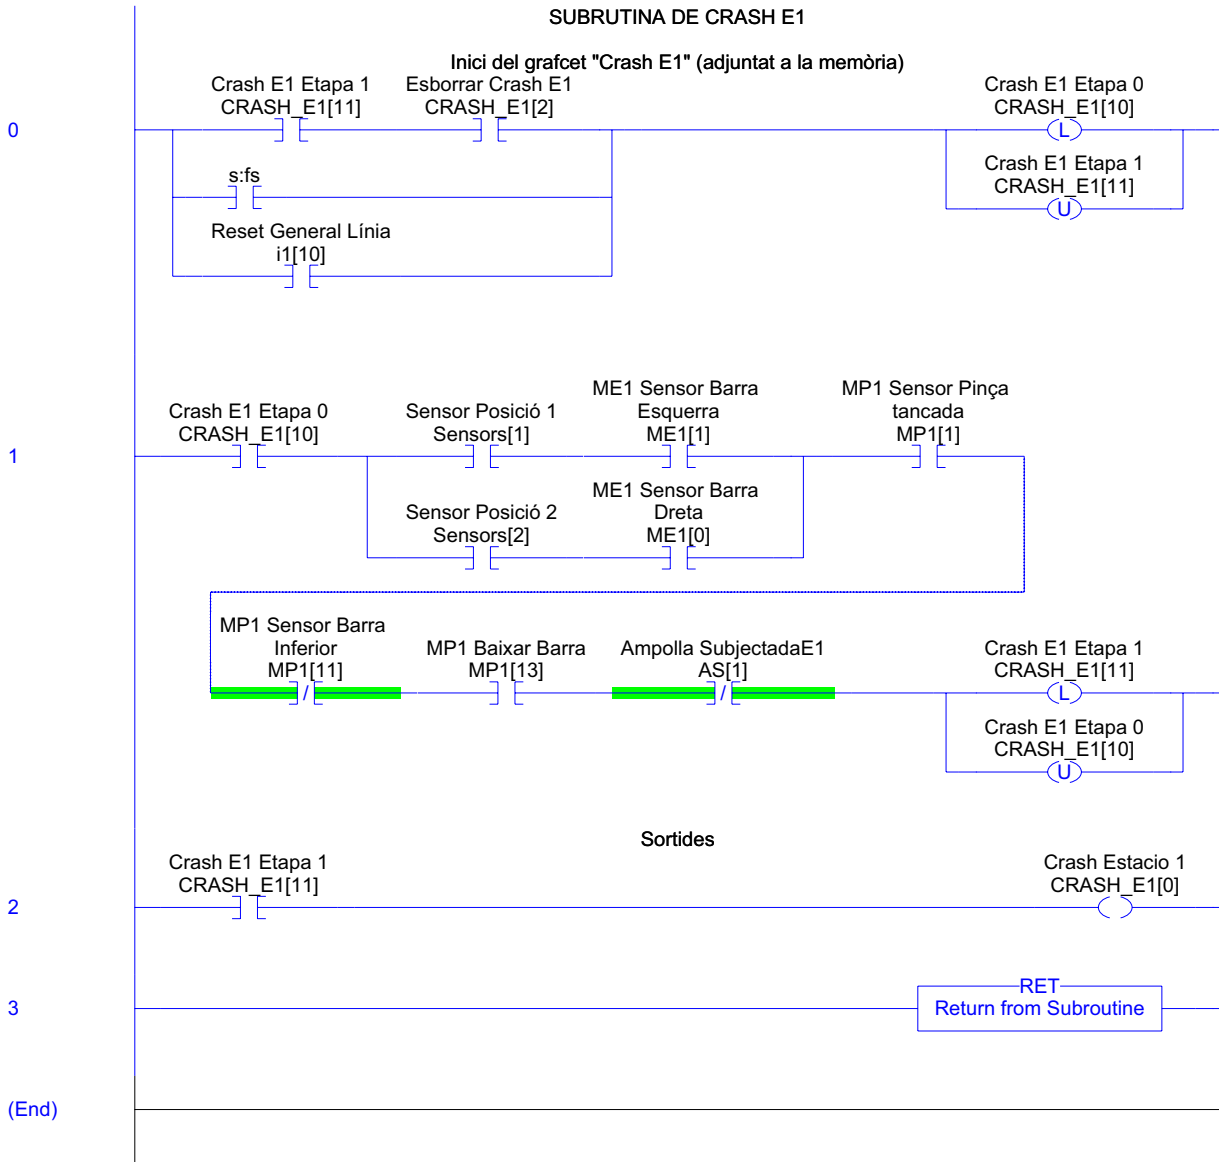 SUBRUTINA DE CRASH E1
Inici del grafcet "Crash E1" (adjuntat a la memòria)
Crash E1 Etapa 1
CRASH_E1[11]
Esborrar Crash E1
CRASH_E1[2]
Crash E1 Etapa 0
CRASH_E1[10]
0
L
Crash E1 Etapa 1
CRASH_E1[11]
U
s:fs
Reset General Línia
i1[10]
Crash E1 Etapa 0
CRASH_E1[10]
Sensor Posició 1
Sensors[1]
ME1 Sensor Barra
Esquerra
ME1[1]
MP1 Sensor Pinça
tancada
MP1[1]
1
Sensor Posició 2
Sensors[2]
ME1 Sensor Barra
Dreta
ME1[0]
MP1 Sensor Barra
Inferior
MP1[11]
/
MP1 Baixar Barra
MP1[13]
Ampolla SubjectadaE1
AS[1]
/
Crash E1 Etapa 1
CRASH_E1[11]
L
Crash E1 Etapa 0
CRASH_E1[10]
U
Sortides
Crash E1 Etapa 1
CRASH_E1[11]
Crash Estacio 1
CRASH_E1[0]
2
RET
3
Return from Subroutine
(End)